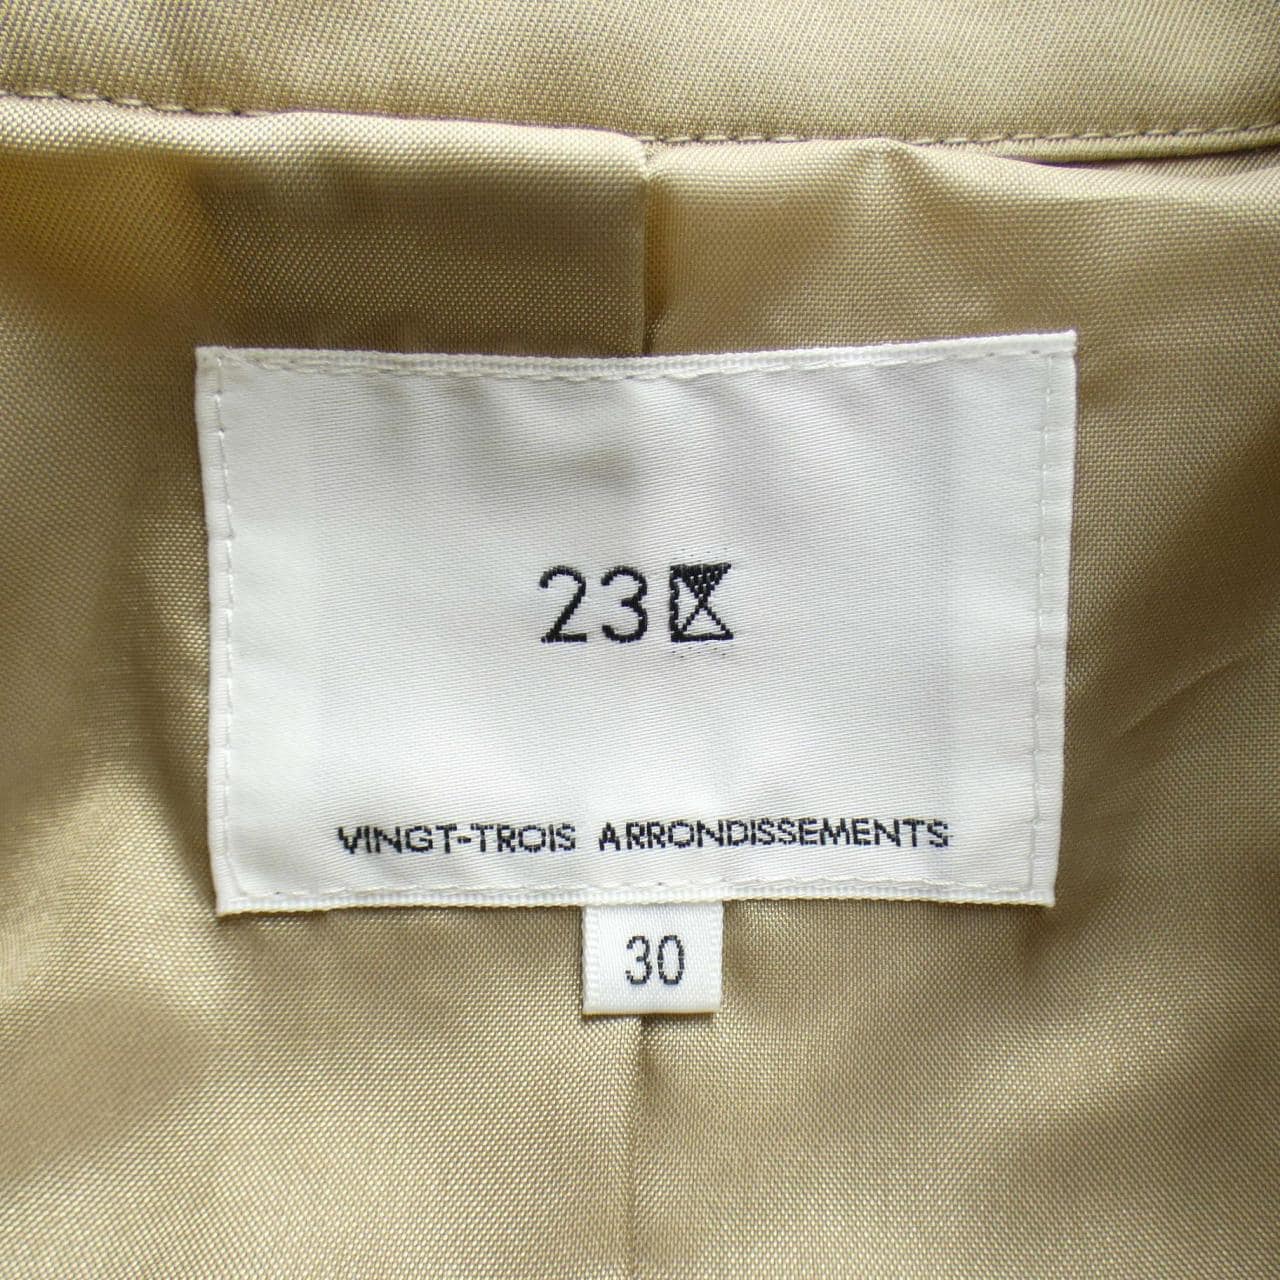 23区
VINGT-TROIS ARRONDISSEMENTS
30